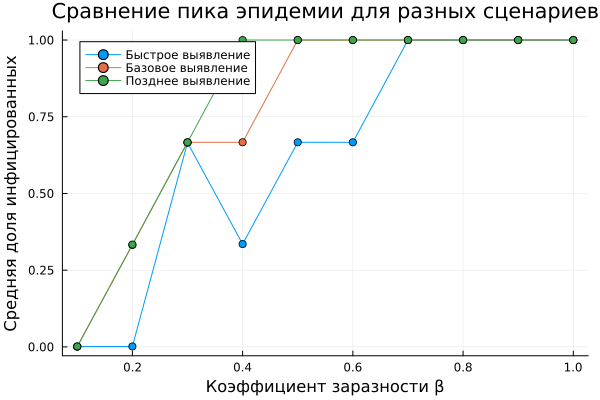 Сравнение пика эпидемии для разных сценариев
Средняя доля инфицированных
1.00
0.75
0.50
0.25
0.00
Быстрое выявление
Базовое выявление
Позднее выявление
0.2
0.4
0.6
0.8
1.0
Коэффициент заразности β